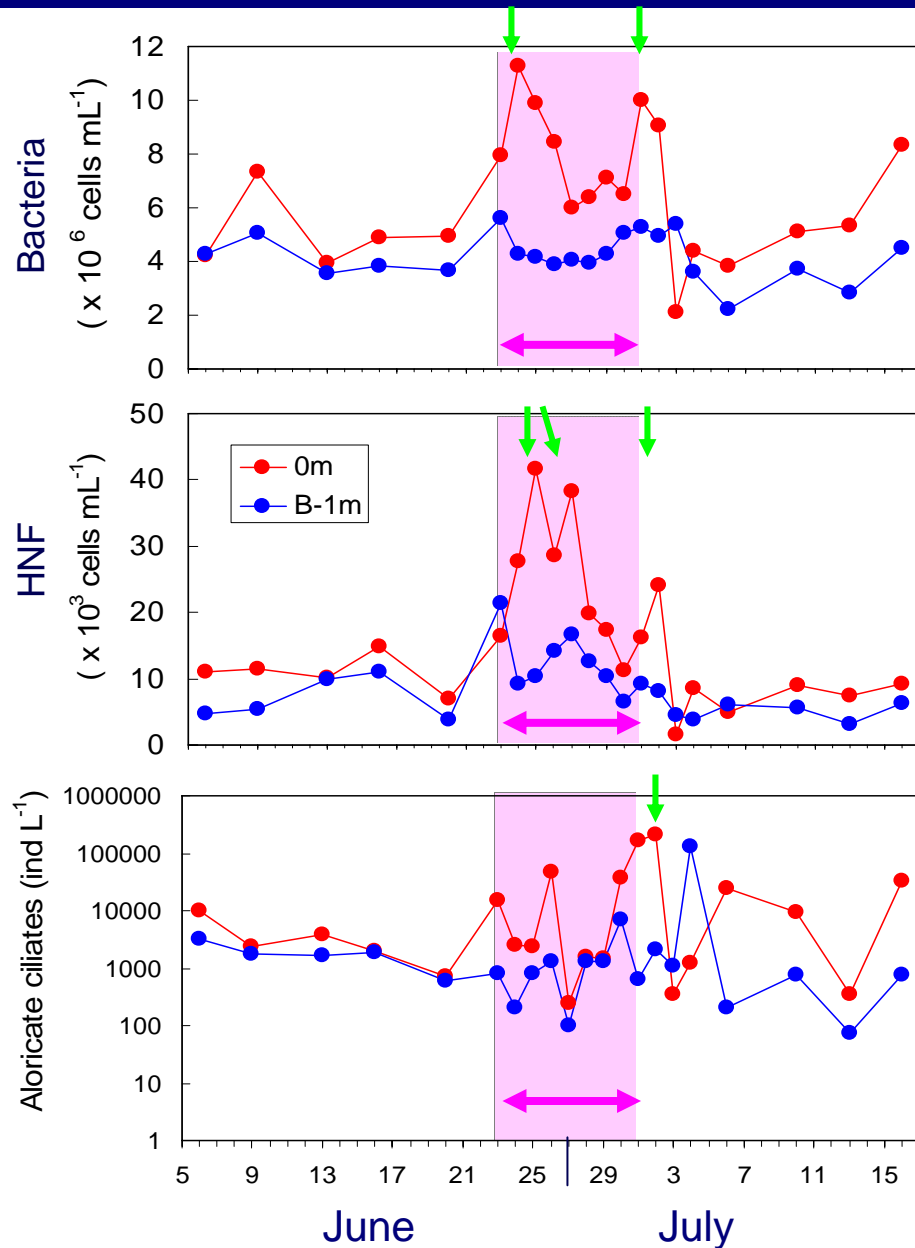 Bacteria
( x 10 6 cells mL-1)
12
10
8
6
4
2
0
HNF
( x 103 cells mL-1)
50
40
30
20
10
0
0m
B-1m
Aloricate ciliates (ind L-1)
1000000
100000
10000
1000
100
10
1
5 9 13 17 21 25 29 3 7 11 15
June July